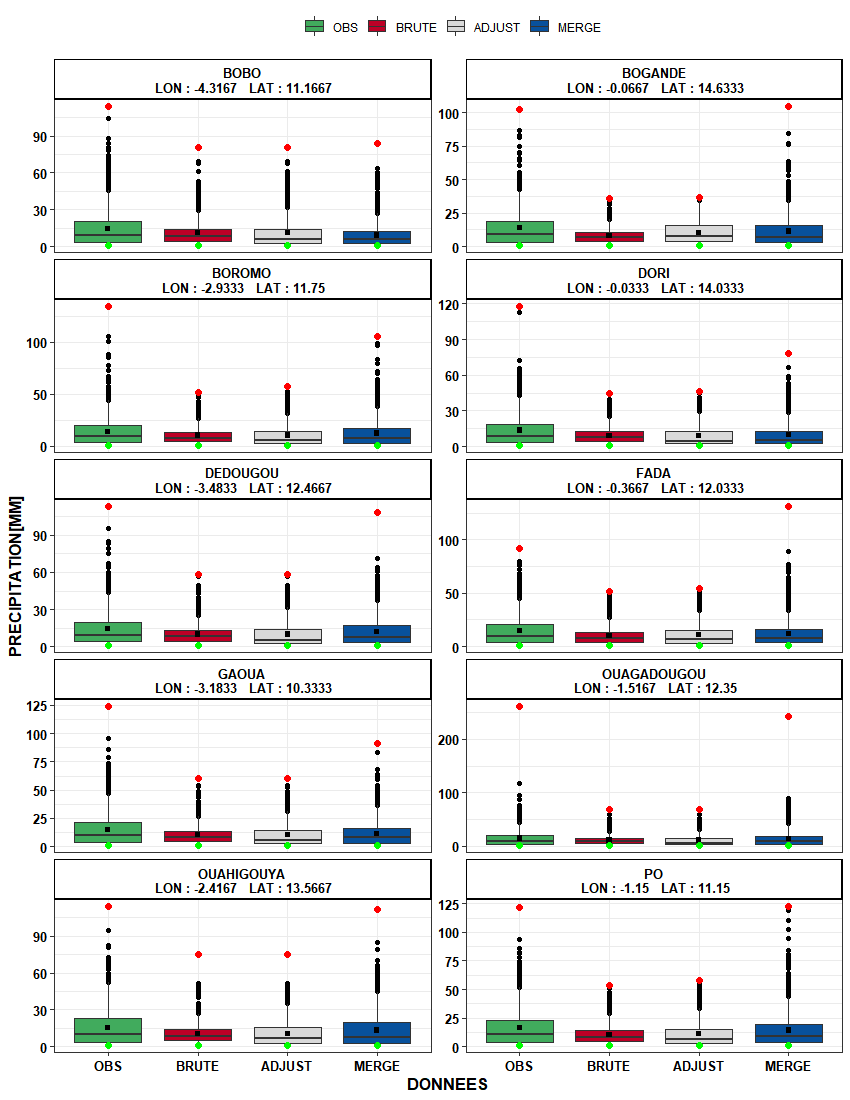 OBS BRUTE ADJUST MERGE
BOBO
LON : -4.3167 LAT : 11.1667
90
60
30
0
BOGANDE
LON : -0.0667 LAT : 14.6333
100
75
50
25
0
BOROMO
LON : -2.9333 LAT : 11.75
100
50
0
DORI
LON : -0.0333 LAT : 14.0333
120
90
60
30
0
DEDOUGOU
LON : -3.4833 LAT : 12.4667
90
60
30
0
FADA
LON : -0.3667 LAT : 12.0333
100
50
0
GAOUA
LON : -3.1833 LAT : 10.3333
125
100
75
50
25
0
OUAGADOUGOU
LON : -1.5167 LAT : 12.35
200
100
0
OUAHIGOUYA
LON : -2.4167 LAT : 13.5667
90
60
30
0
PO
LON : -1.15 LAT : 11.15
125
100
75
50
25
0
OBS BRUTE ADJUST MERGE
OBS BRUTE ADJUST MERGE
PRECIPITATION[MM]
DONNEES